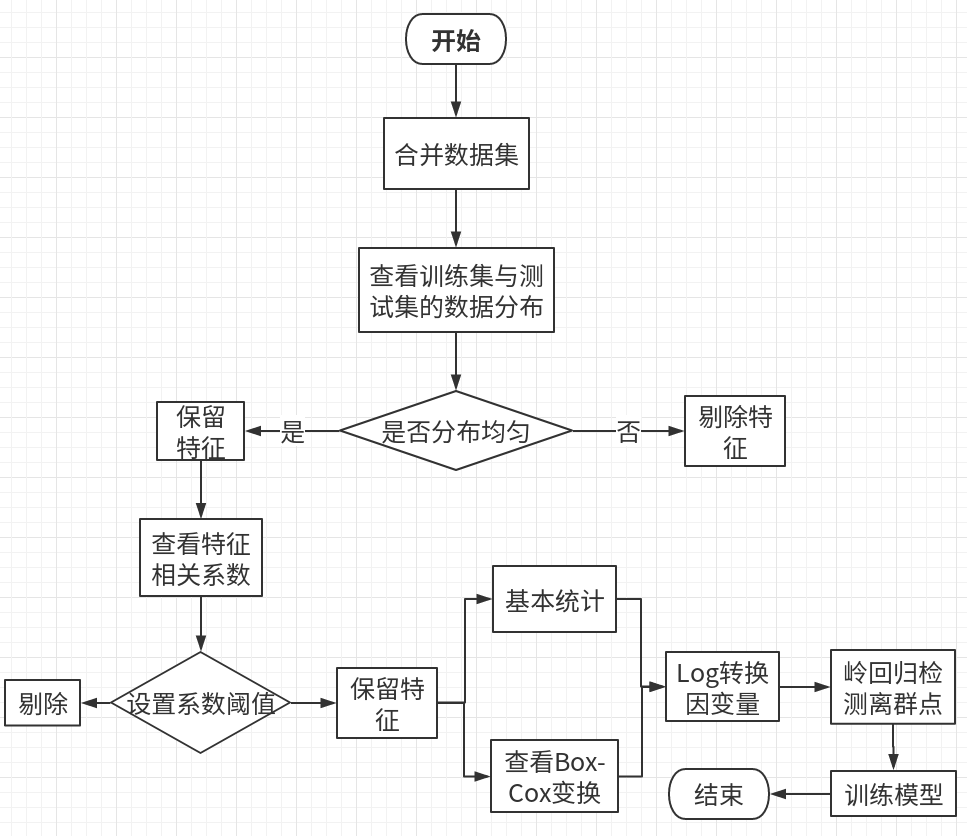 开始
合并数据集
查看训练集与测
试集的数据分布
保留
特征
是
是否分布均匀
否
剔除特
征
查看特征
相关系数
剔除
设置系数阈值
保留特
征
基本统计
查看Box-
Cox变换
Log转换
因变量
岭回归检
测离群点
训练模型
结束